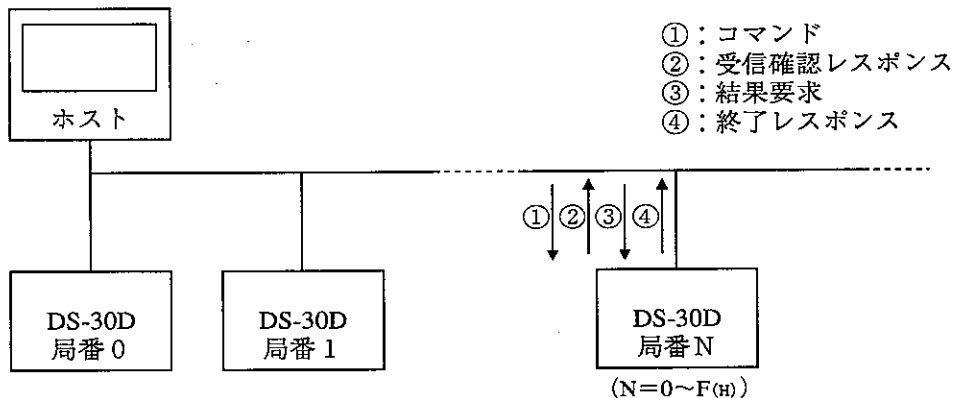 ①：コマンド
②：受信確認レスポンス
③：結果要求
④：終了レスポンス
ホスト
① ② ③ ④
DS-30D
局番0
DS-30D
局番1
DS-30D
局番N
(N=0〜F(H))